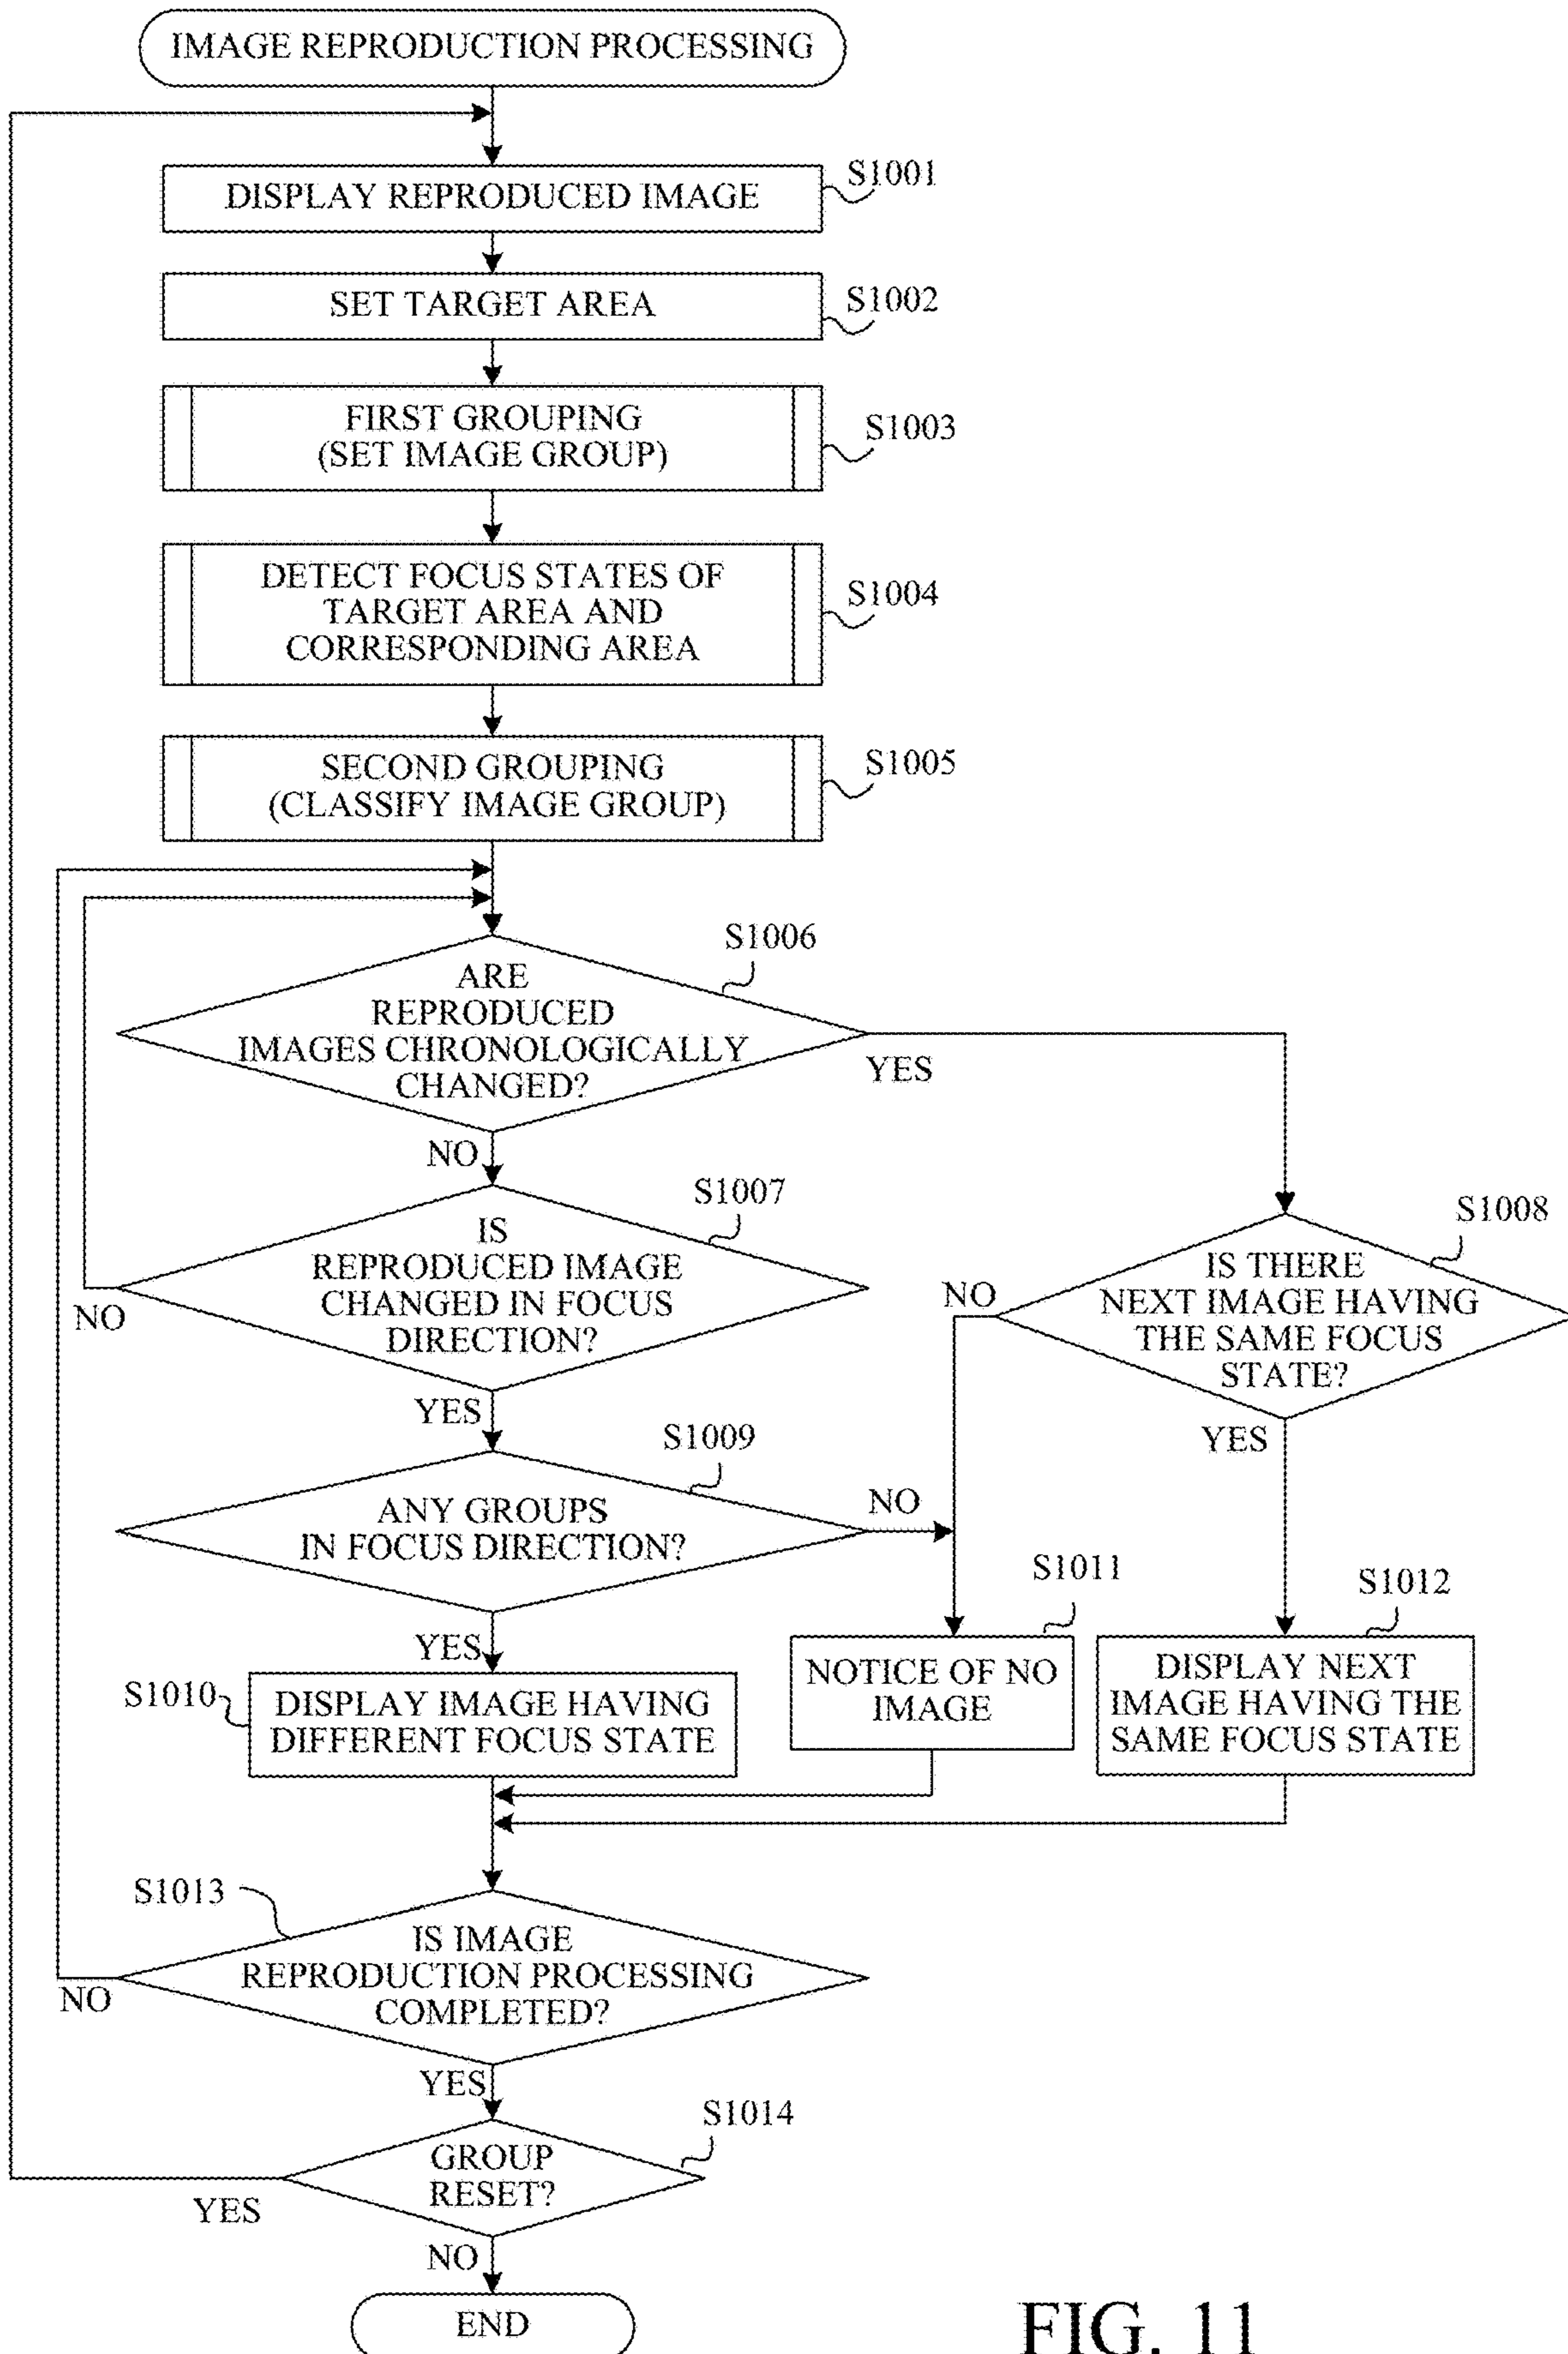 IMAGE REPRODUCTION PROCESSING
S1001
DISPLAY REPRODUCED IMAGE
S1002
SET TARGET AREA
FIRST GROUPING
(SET IMAGE GROUP)
S1003
DETECT FOCUS STATES OF
TARGET AREA AND
CORRESPONDING AREA
S1004
SECOND GROUPING
(CLASSIFY IMAGE GROUP)
S1005
S1006
ARE
REPRODUCED
IMAGES CHRONOLOGICALLY
CHANGED?
YES
NO
S1007
IS
REPRODUCED IMAGE
CHANGED IN FOCUS
DIRECTION?
NO
YES
S1008
IS THERE
NEXT IMAGE HAVING
THE SAME FOCUS
STATE?
NO
YES
S1009
ANY GROUPS
IN FOCUS DIRECTION?
NO
YES
S1010
DISPLAY IMAGE HAVING
DIFFERENT FOCUS STATE
S1011
NOTICE OF NO
IMAGE
S1012
DISPLAY NEXT
IMAGE HAVING THE
SAME FOCUS STATE
S1013
IS IMAGE
REPRODUCTION PROCESSING
COMPLETED?
NO
YES
S1014
GROUP
RESET?
YES
NO
END
FIG. 11